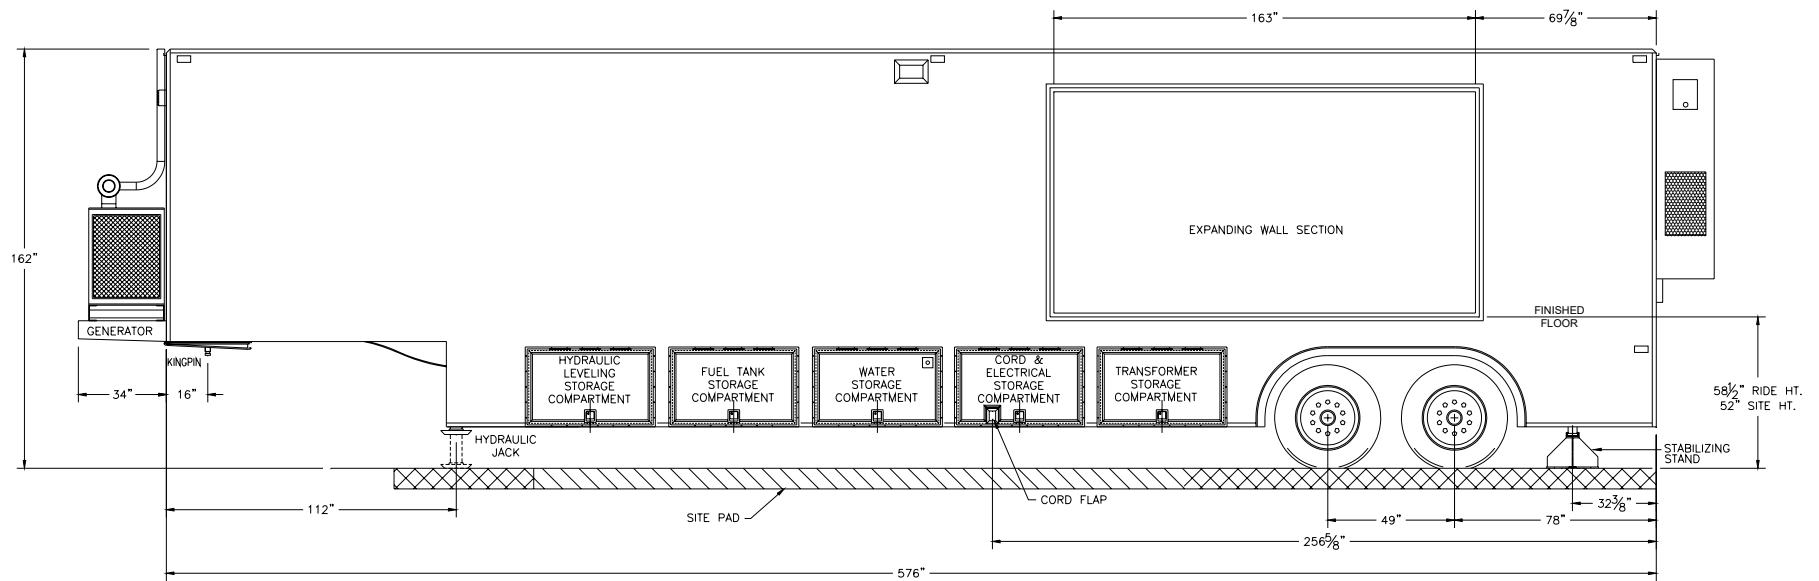 163"
69⅞"
162"
EXPANDING WALL SECTION
GENERATOR
KINGPIN
34"
16"
FINISHED
FLOOR
HYDRAULIC
LEVELING
STORAGE
COMPARTMENT
FUEL TANK
STORAGE
COMPARTMENT
WATER
STORAGE
COMPARTMENT
CORD &
ELECTRICAL
STORAGE
COMPARTMENT
TRANSFORMER
STORAGE
COMPARTMENT
58½" RIDE HT.
52" SITE HT.
HYDRAULIC
JACK
STABILIZING
STAND
CORD FLAP
SITE PAD
112"
32⅜"
49"
78"
256⅝"
576"